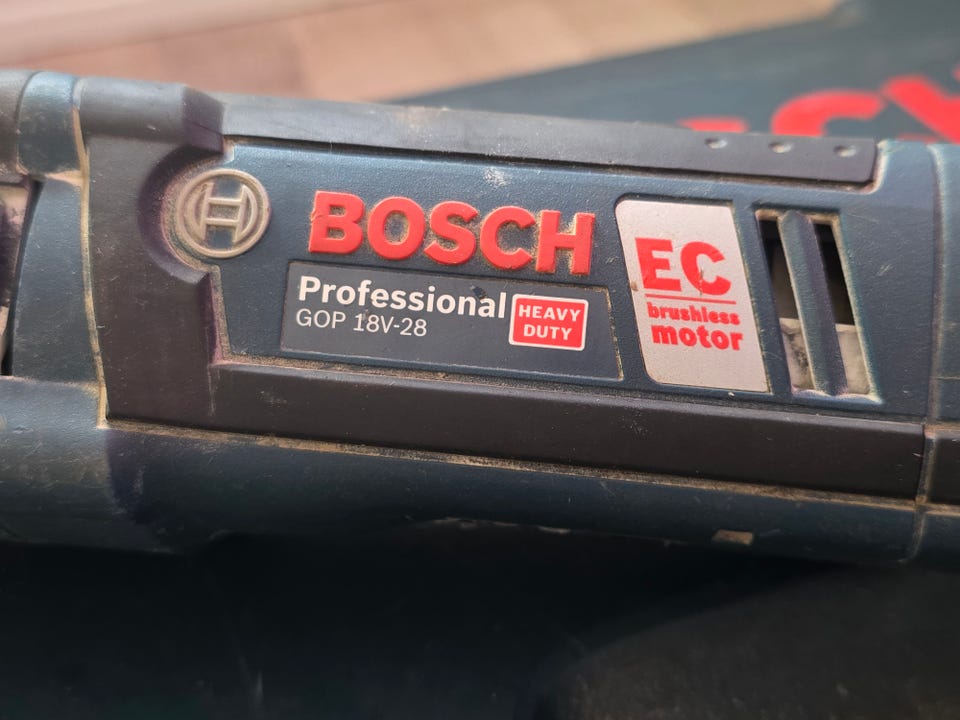 BOSCH
Professional
GOP 18V-28
HEAVY
DUTY
EC
brushless
motor